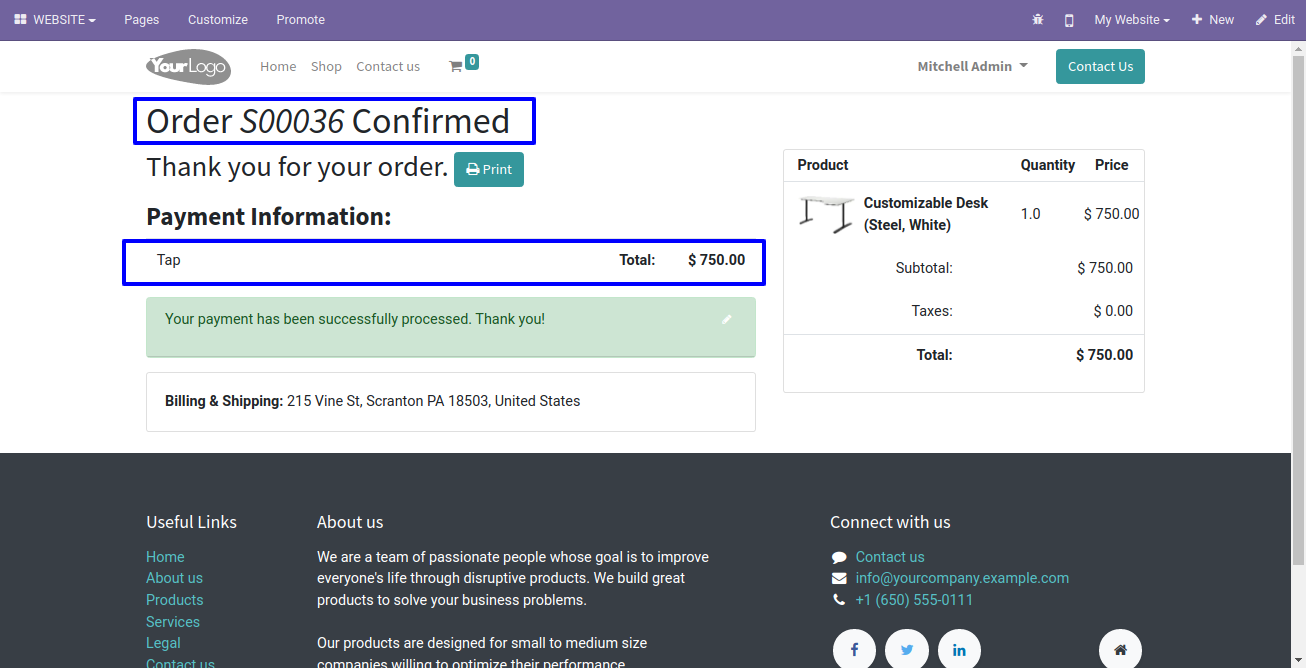 WEBSITE Pages Customize Promote My Website New Edit
YourLogo Home Shop Contact us 0 Mitchell Admin Contact Us
Order S00036 Confirmed
Thank you for your order. Print
Payment Information:
Tap Total: $ 750.00
Your payment has been successfully processed. Thank you!
Billing & Shipping: 215 Vine St, Scranton PA 18503, United States
Product Quantity Price
Customizable Desk
(Steel, White) 1.0 $ 750.00
Subtotal: $ 750.00
Taxes: $ 0.00
Total: $ 750.00
Useful Links
Home
About us
Products
Services
Legal
Contact us
About us
We are a team of passionate people whose goal is to improve
everyone's life through disruptive products. We build great
products to solve your business problems.
Our products are designed for small to medium size
companies willing to optimize their performance
Connect with us
Contact us
info@yourcompany.example.com
+1 (650) 555-0111